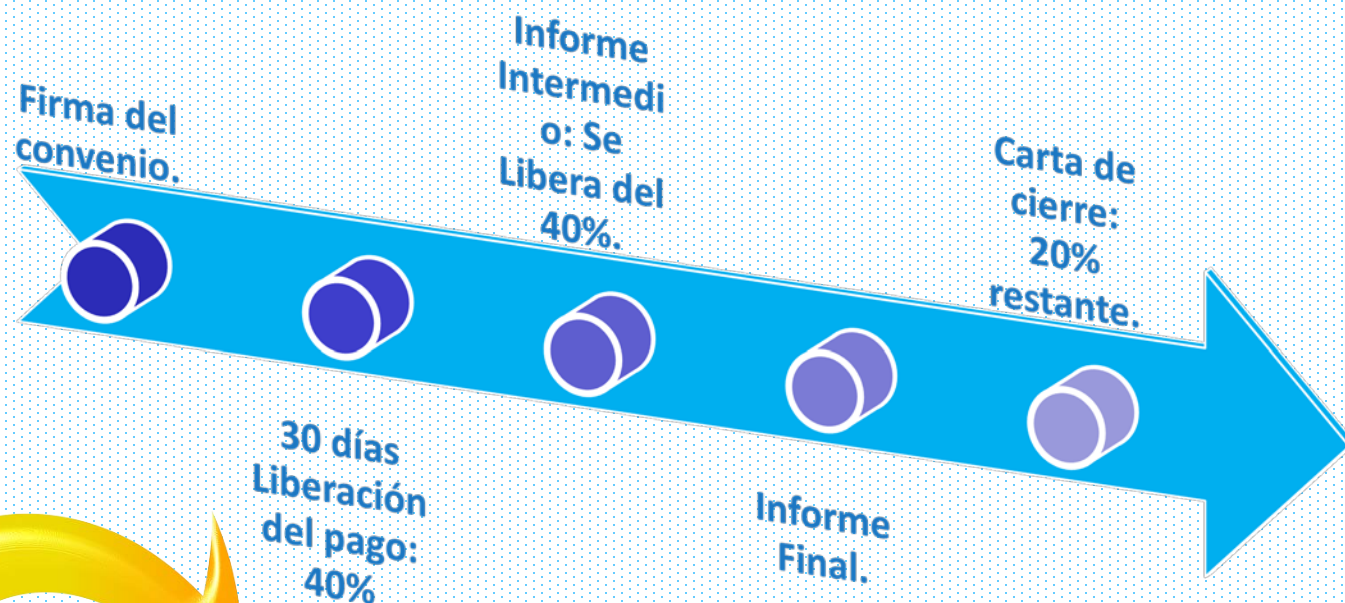 Firma del
convenio.
30 días
Liberación
del pago:
40%
Informe
Intermedi
o: Se
Libera del
40%.
Informe
Final.
Carta de
cierre:
20%
restante.